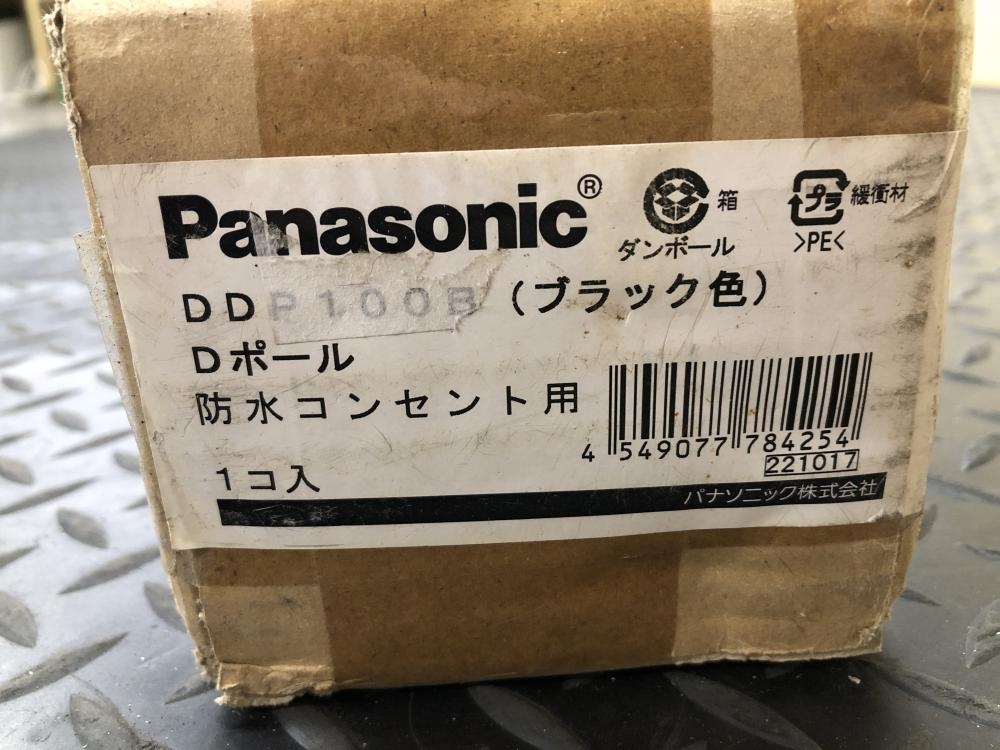 Panasonic®
箱
ダンボール
プラ
緩衝材
>PE<
DDP100B (ブラック色)
Dポール
防水コンセント用
1コ入
4 549077 784254
221017
パナソニック株式会社